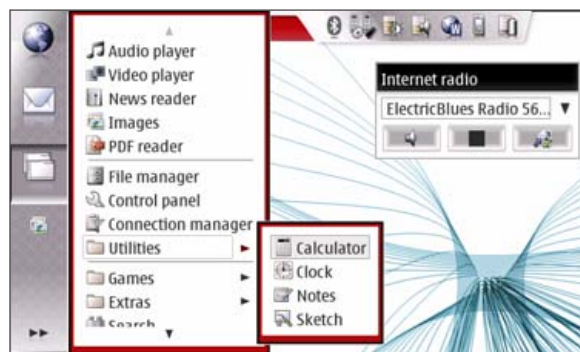 Audio player
Video player
News reader
Images
PDF reader
File manager
Control panel
Connection manager
Utilities
Games
Extras
Search
Calculator
Clock
Notes
Sketch
Internet radio
ElectricBlues Radio 56...